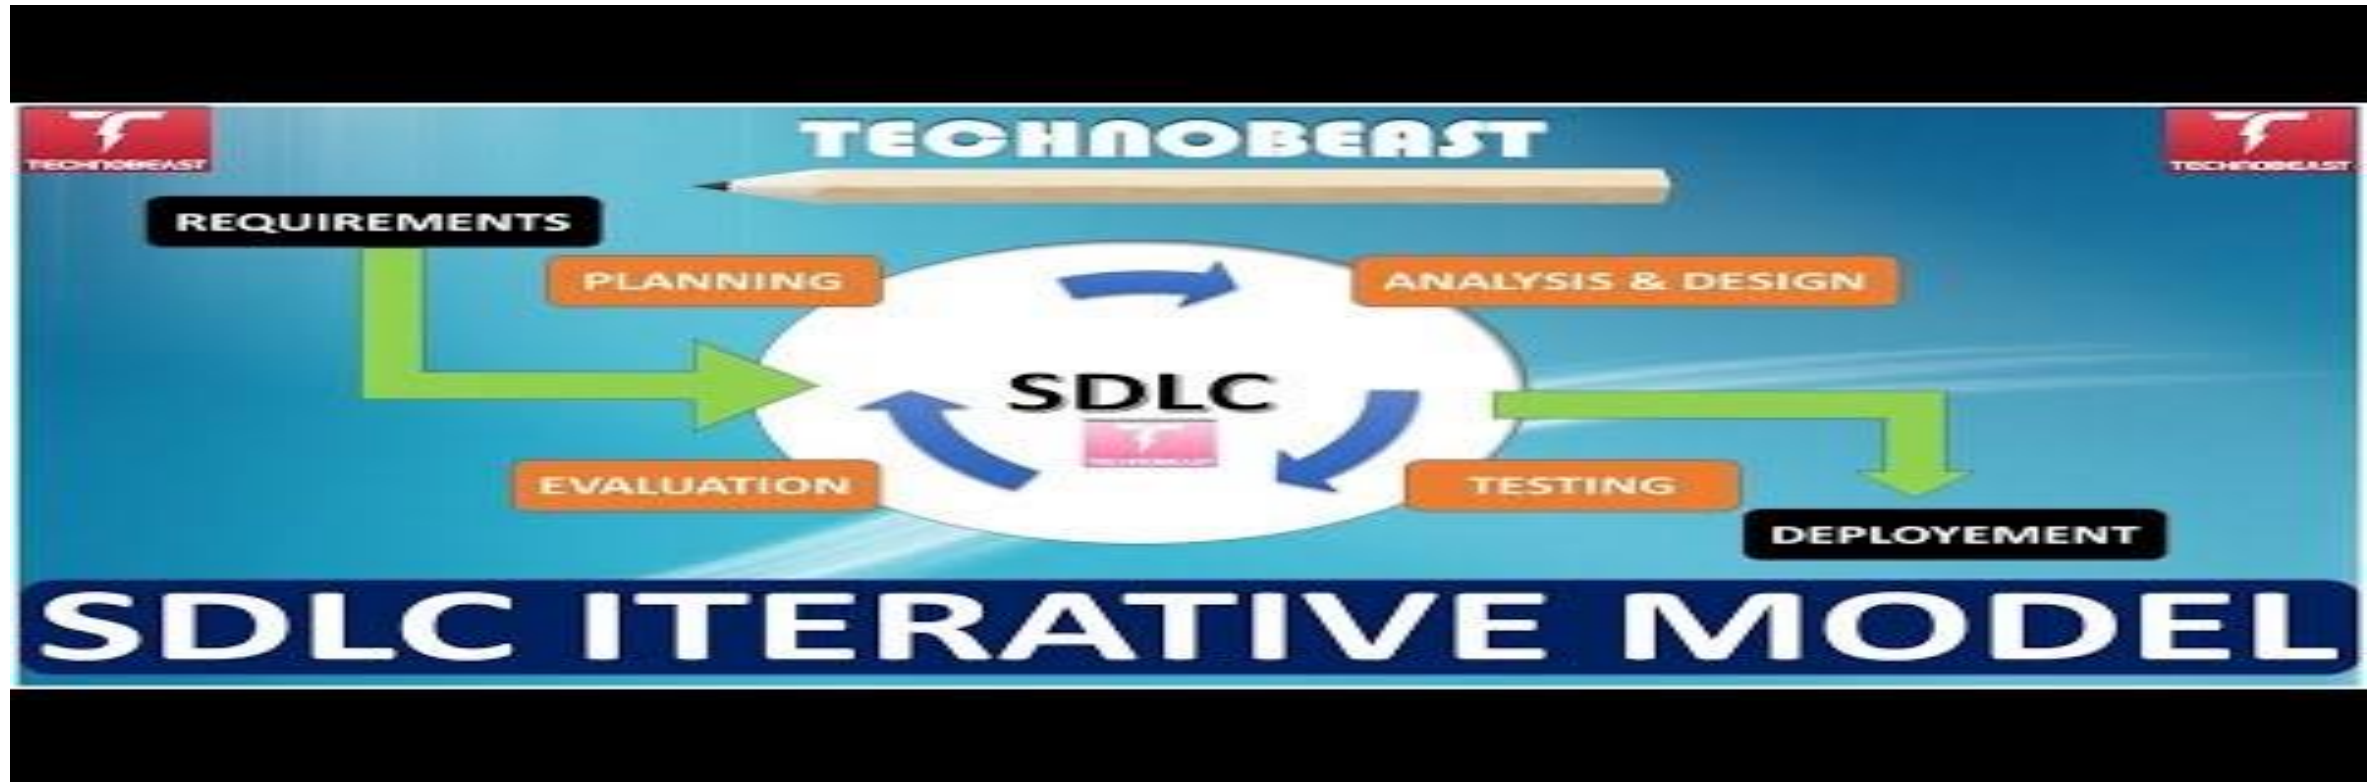 TECHNOBEAST
TECHNOBEAST
TECHNOBEAST
REQUIREMENTS
PLANNING
ANALYSIS & DESIGN
SDLC
EVALUATION
TESTING
DEPLOYEMENT
SDLC ITERATIVE MODEL